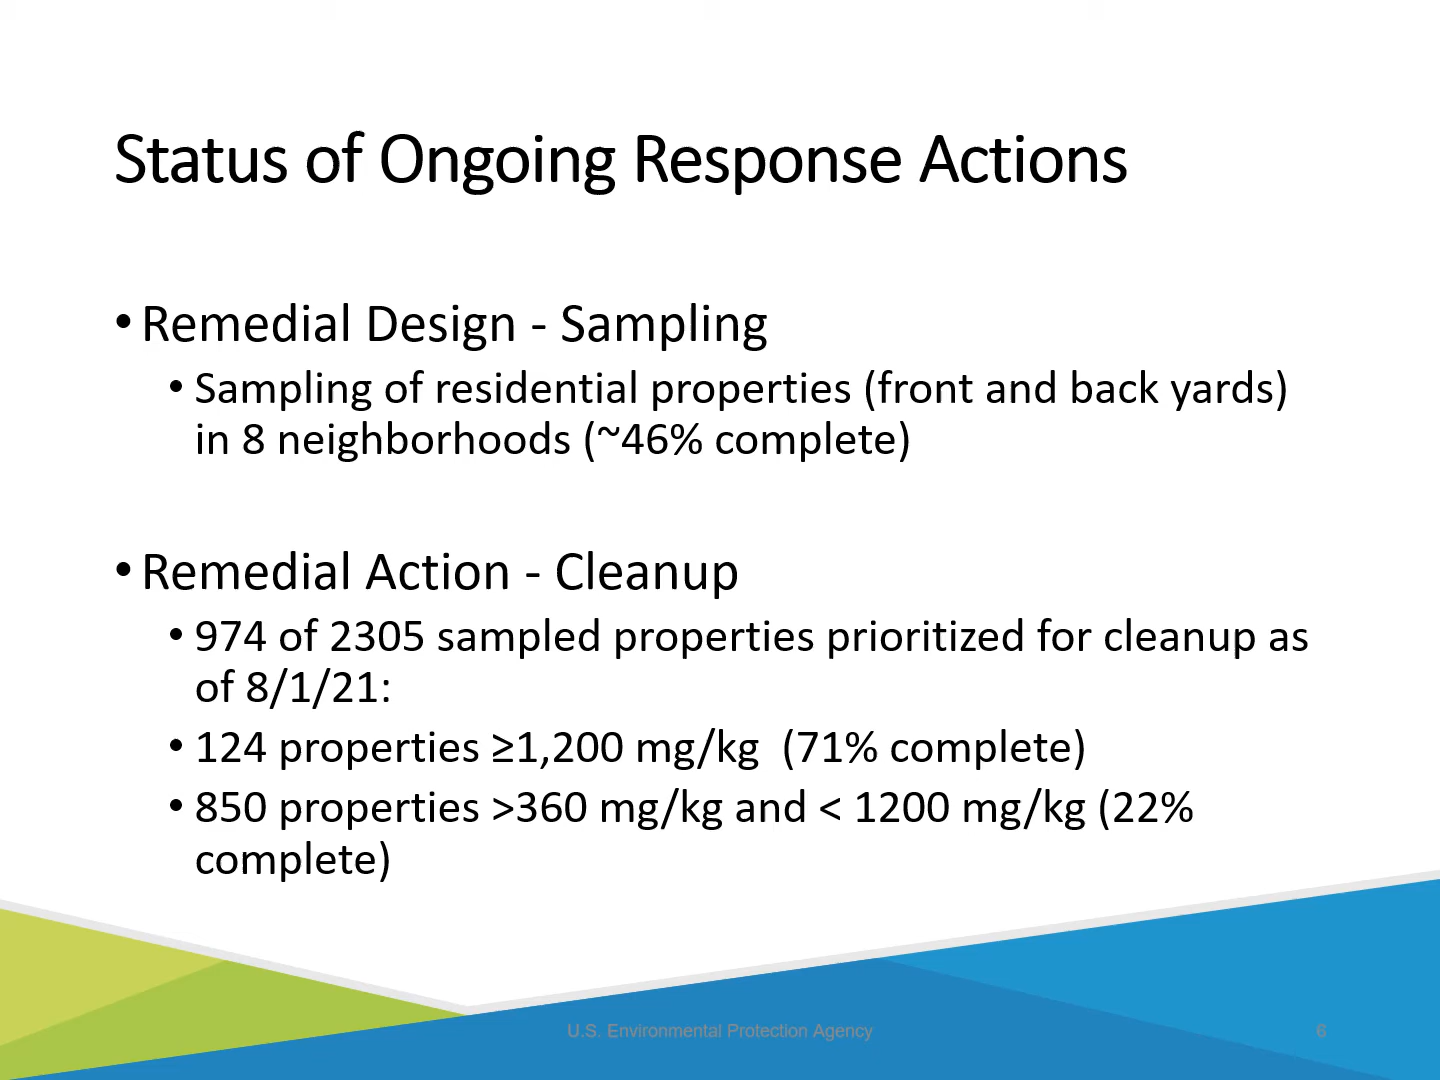 Status of Ongoing Response Actions
• Remedial Design - Sampling
• Sampling of residential properties (front and back yards)
in 8 neighborhoods (~46% complete)
• Remedial Action - Cleanup
• 974 of 2305 sampled properties prioritized for cleanup as
of 8/1/21:
• 124 properties ≥1,200 mg/kg  (71% complete)
• 850 properties >360 mg/kg and < 1200 mg/kg (22%
complete)
U.S. Environmental Protection Agency
6